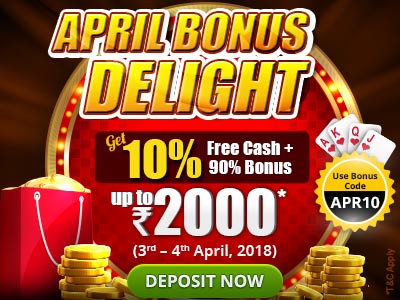 APRIL BONUS
DELIGHT
Get 10% Free Cash +
90% Bonus
up to
₹2000*
(3rd – 4th April, 2018)
DEPOSIT NOW
A K Q J
Use Bonus
Code
APR10
*T&C Apply